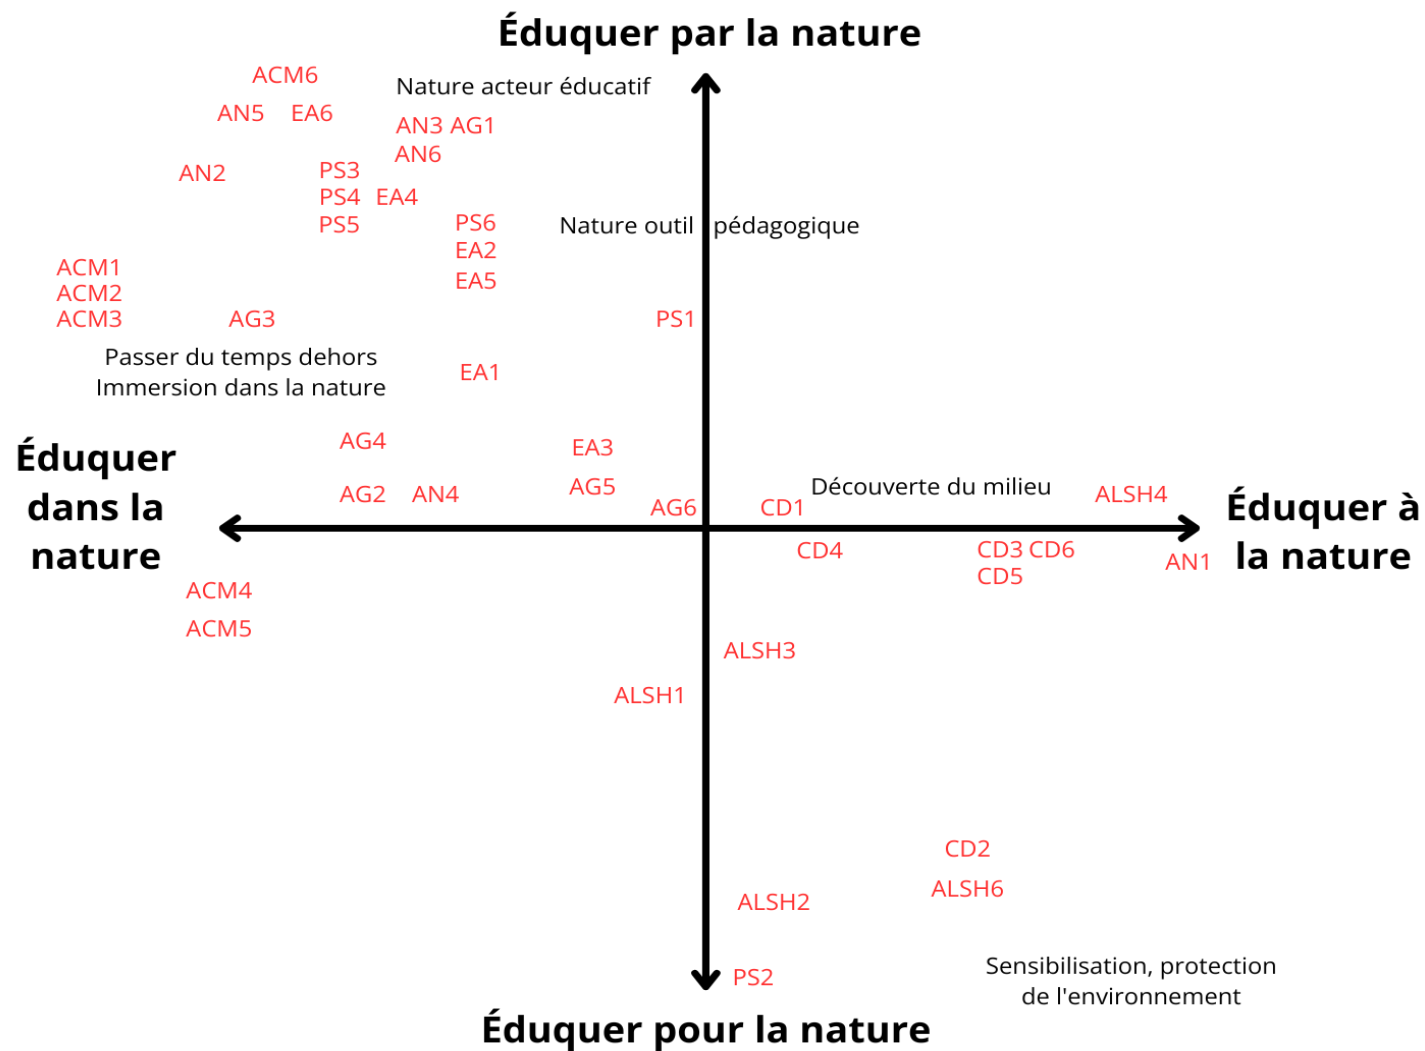 Éduquer par la nature
ACM6
Nature acteur éducatif
AN5 EA6
AN3 AG1
AN6
AN2
PS3
PS4 EA4
PS5
PS6
Nature outil pédagogique
EA2
EA5
ACM1
ACM2
ACM3
AG3
PS1
Passer du temps dehors
Immersion dans la nature
EA1
AG4
EA3
Éduquer
dans la
nature
AG2 AN4
AG5
AG6
CD1
Découverte du milieu
ALSH4
Éduquer à
la nature
CD4
CD3 CD6
CD5
AN1
ACM4
ACM5
ALSH3
ALSH1
CD2
ALSH6
ALSH2
PS2
Sensibilisation, protection
de l'environnement
Éduquer pour la nature